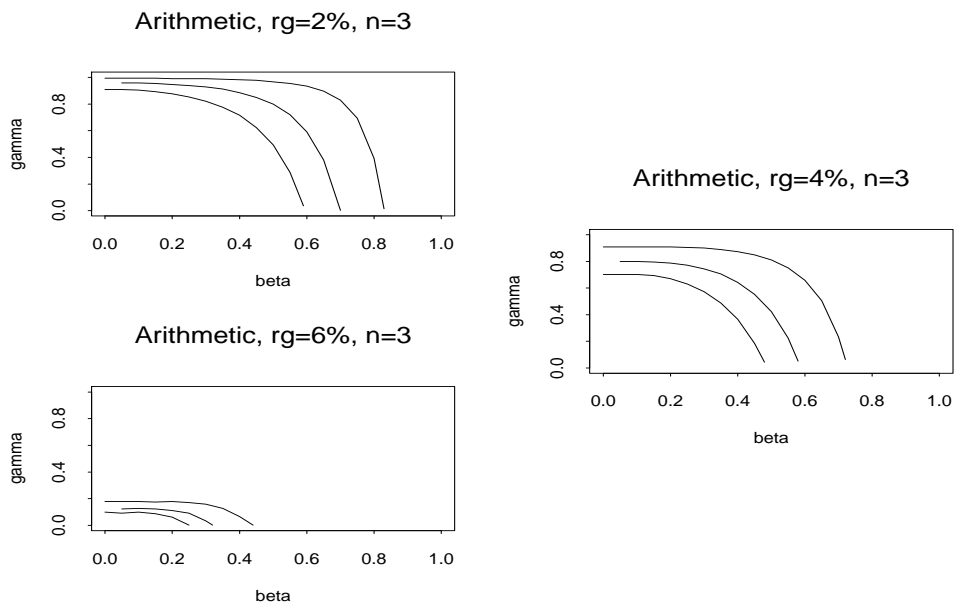 Arithmetic, rg=2%, n=3
gamma
0.0 0.4 0.8
0.0 0.2 0.4 0.6 0.8 1.0
beta
Arithmetic, rg=4%, n=3
gamma
0.0 0.4 0.8
0.0 0.2 0.4 0.6 0.8 1.0
beta
Arithmetic, rg=6%, n=3
gamma
0.0 0.4 0.8
0.0 0.2 0.4 0.6 0.8 1.0
beta